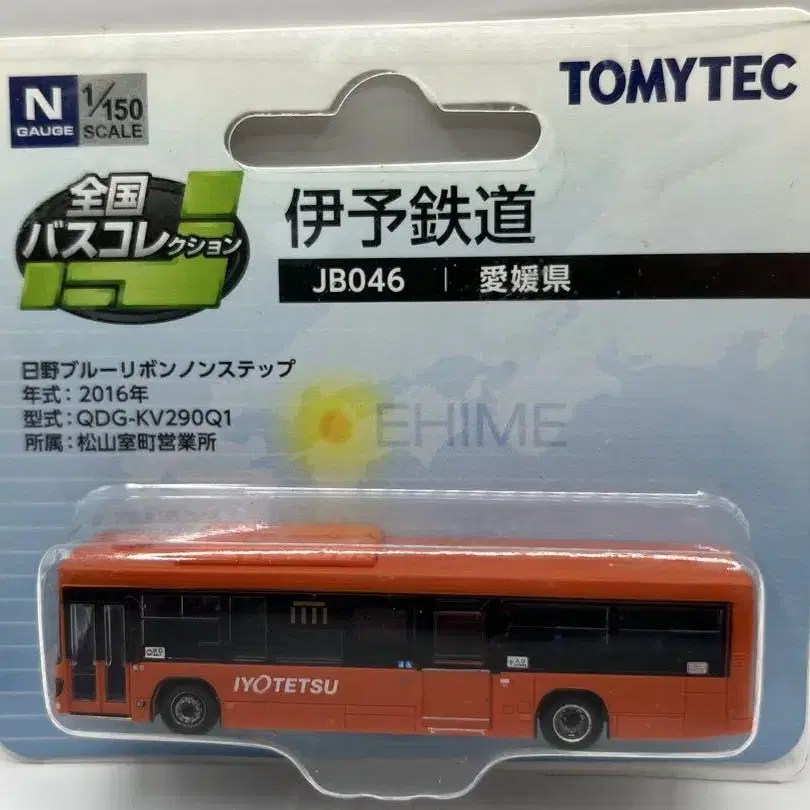 N
GAUGE
1/150
SCALE
TOMYTEC
全国
バスコレクション
伊予鉄道
JB046 | 愛媛県
日野ブルーリボンノンステップ
年式：2016年
型式：QDG-KV290Q1
所属：松山室町営業所
EHIME
IYOTETSU